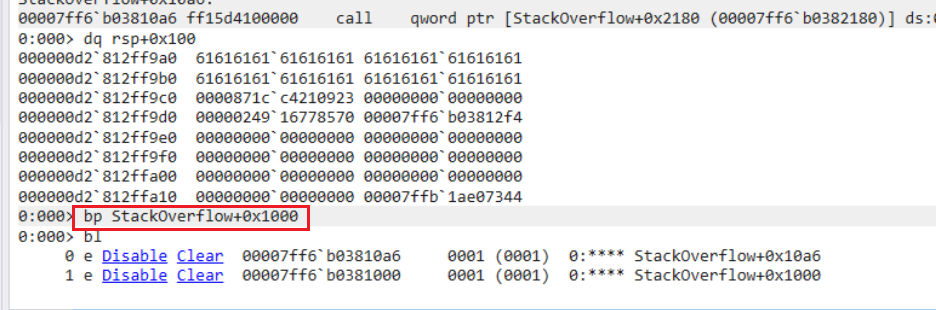 StackOverflow+0x10a6:
00007ff6`b03810a6 ff15d4100000    call    qword ptr [StackOverflow+0x2180 (00007ff6`b0382180)] ds:0
0:000> dq rsp+0x100
000000d2`812ff9a0  61616161`61616161 61616161`61616161
000000d2`812ff9b0  61616161`61616161 61616161`61616161
000000d2`812ff9c0  0000871c`c4210923 00000000`00000000
000000d2`812ff9d0  00000249`16778570 00007ff6`b03812f4
000000d2`812ff9e0  00000000`00000000 00000000`00000000
000000d2`812ff9f0  00000000`00000000 00000000`00000000
000000d2`812ffa00  00000000`00000000 00000000`00000000
000000d2`812ffa10  00000000`00000000 00007ffb`1ae07344
0:000> bp StackOverflow+0x1000
0:000> bl
     0 e Disable Clear  00007ff6`b03810a6     0001 (0001)  0:**** StackOverflow+0x10a6
     1 e Disable Clear  00007ff6`b0381000     0001 (0001)  0:**** StackOverflow+0x1000